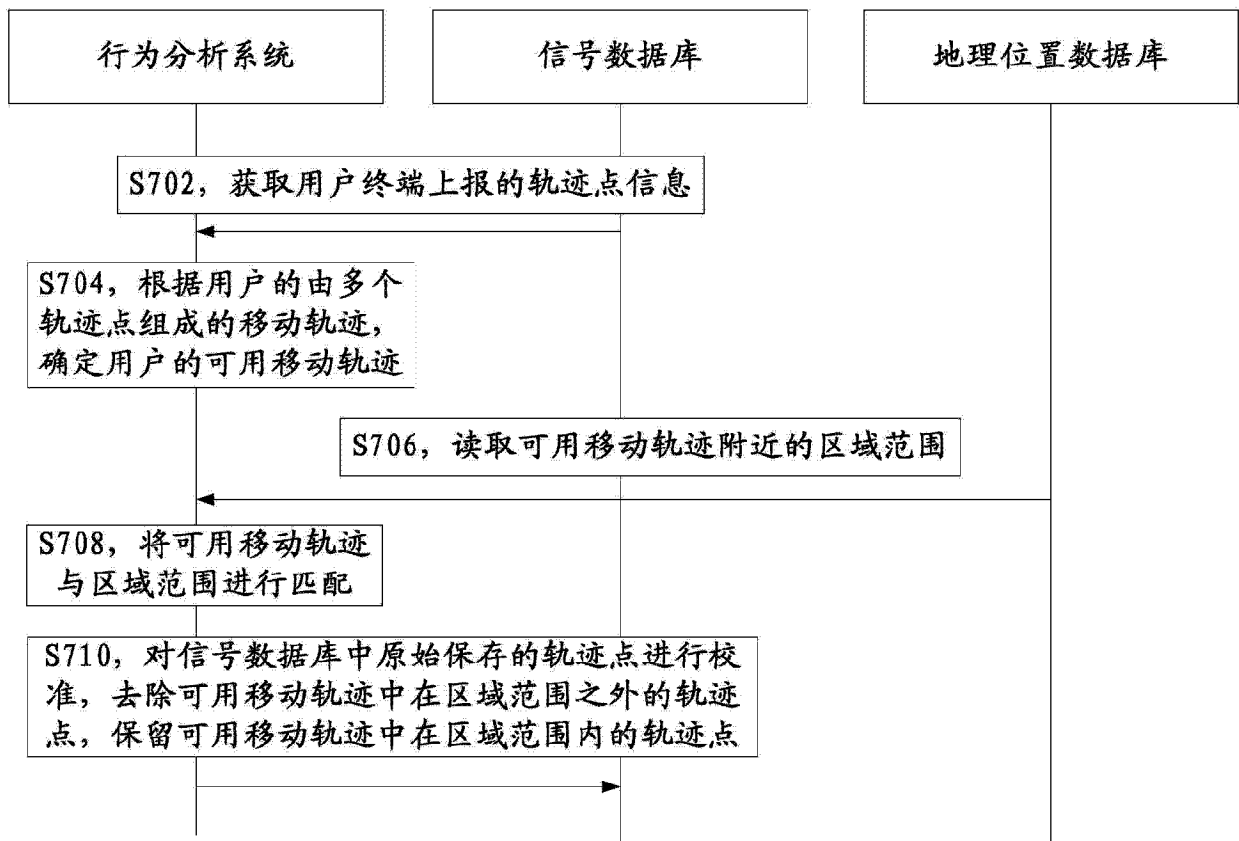 行为分析系统
信号数据库
地理位置数据库
S702，获取用户终端上报的轨迹点信息
S704，根据用户的由多个
轨迹点组成的移动轨迹，
确定用户的可用移动轨迹
S706，读取可用移动轨迹附近的区域范围
S708，将可用移动轨迹
与区域范围进行匹配
S710，对信号数据库中原始保存的轨迹点进行校
准，去除可用移动轨迹中在区域范围之外的轨迹
点，保留可用移动轨迹中在区域范围内的轨迹点